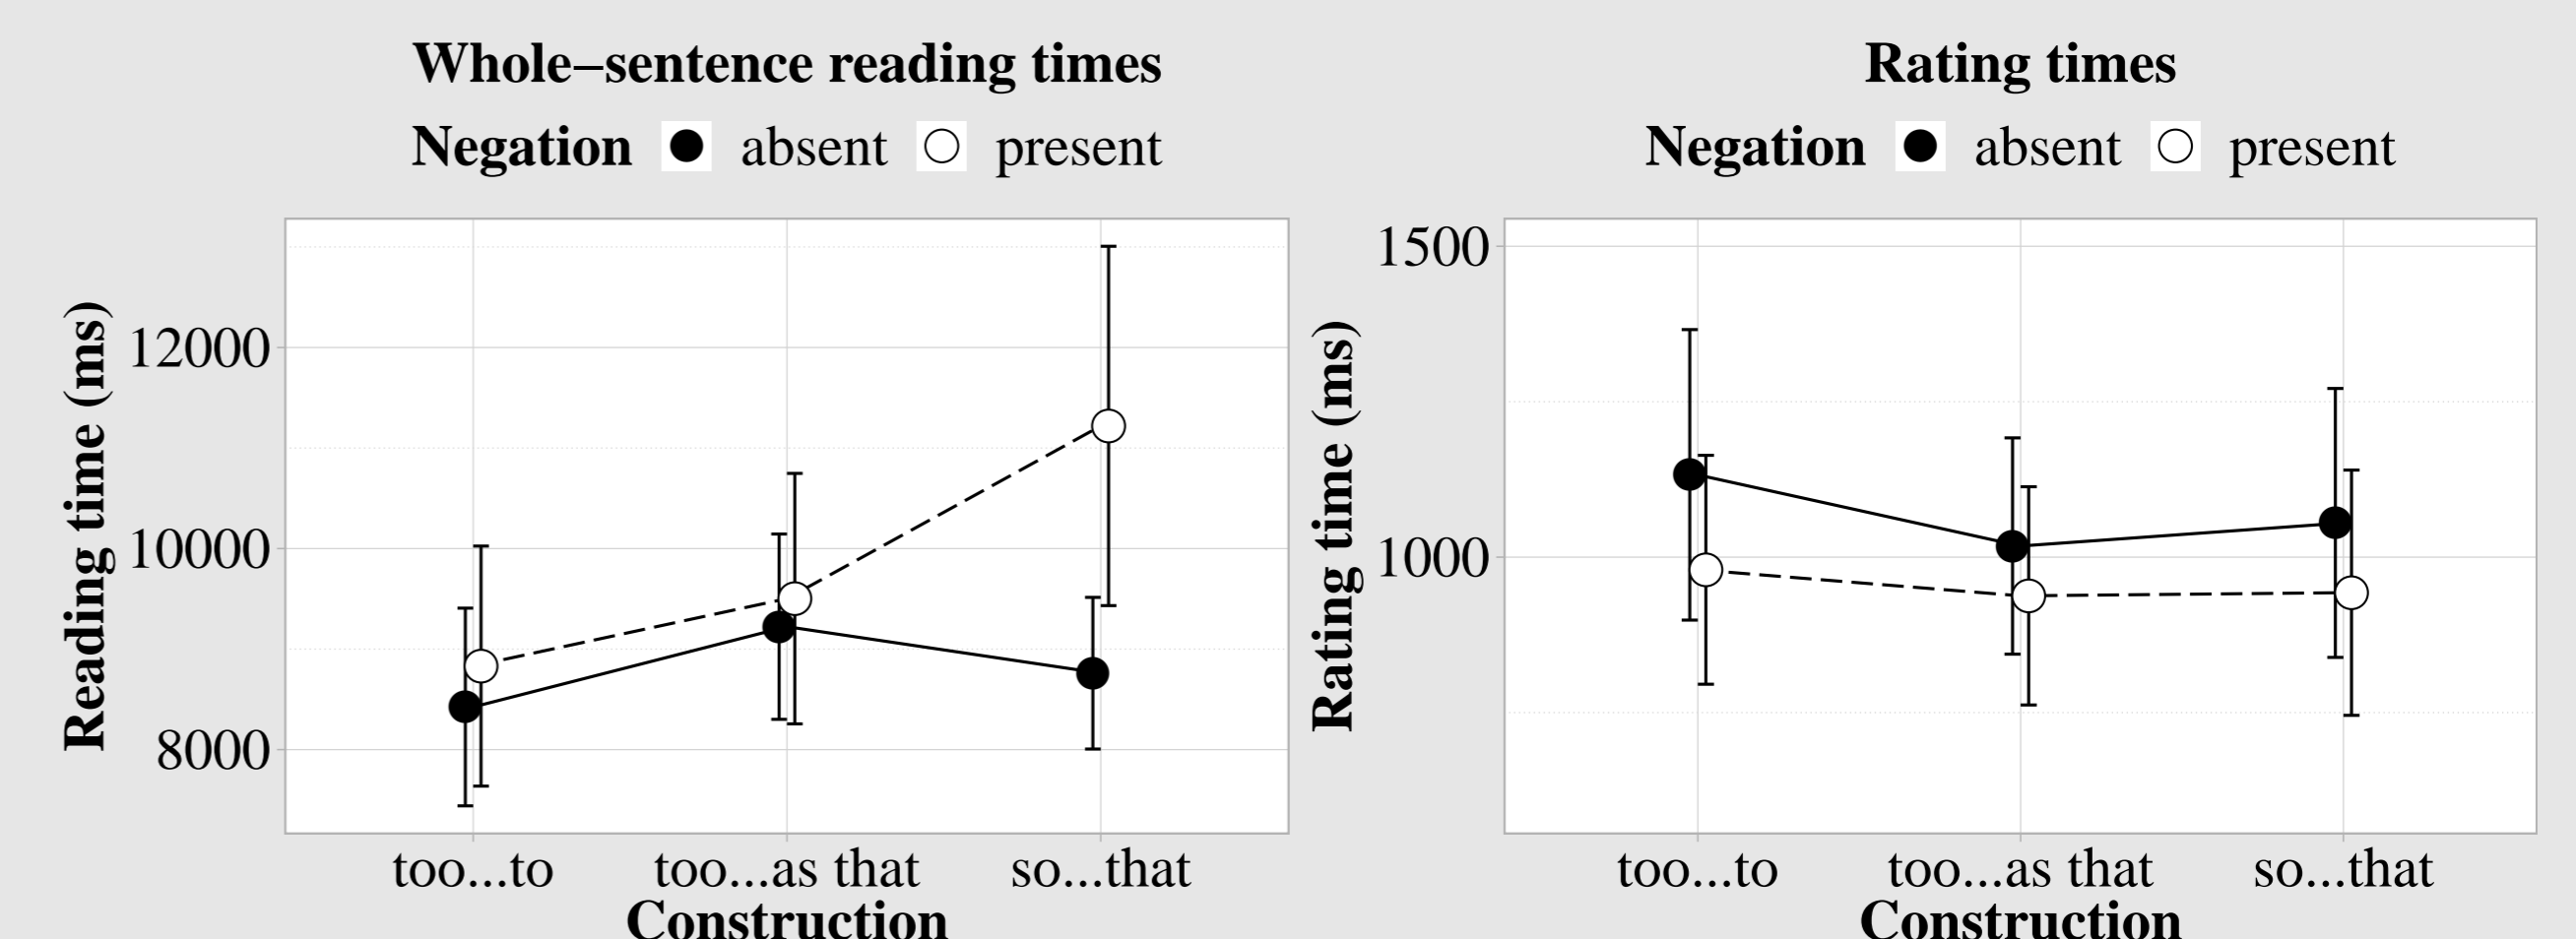 Whole−sentence reading times
Negation absent present
Reading time (ms)
12000
10000
8000
too...to too...as that so...that
Construction
Rating times
Negation absent present
Rating time (ms)
1500
1000
too...to too...as that so...that
Construction